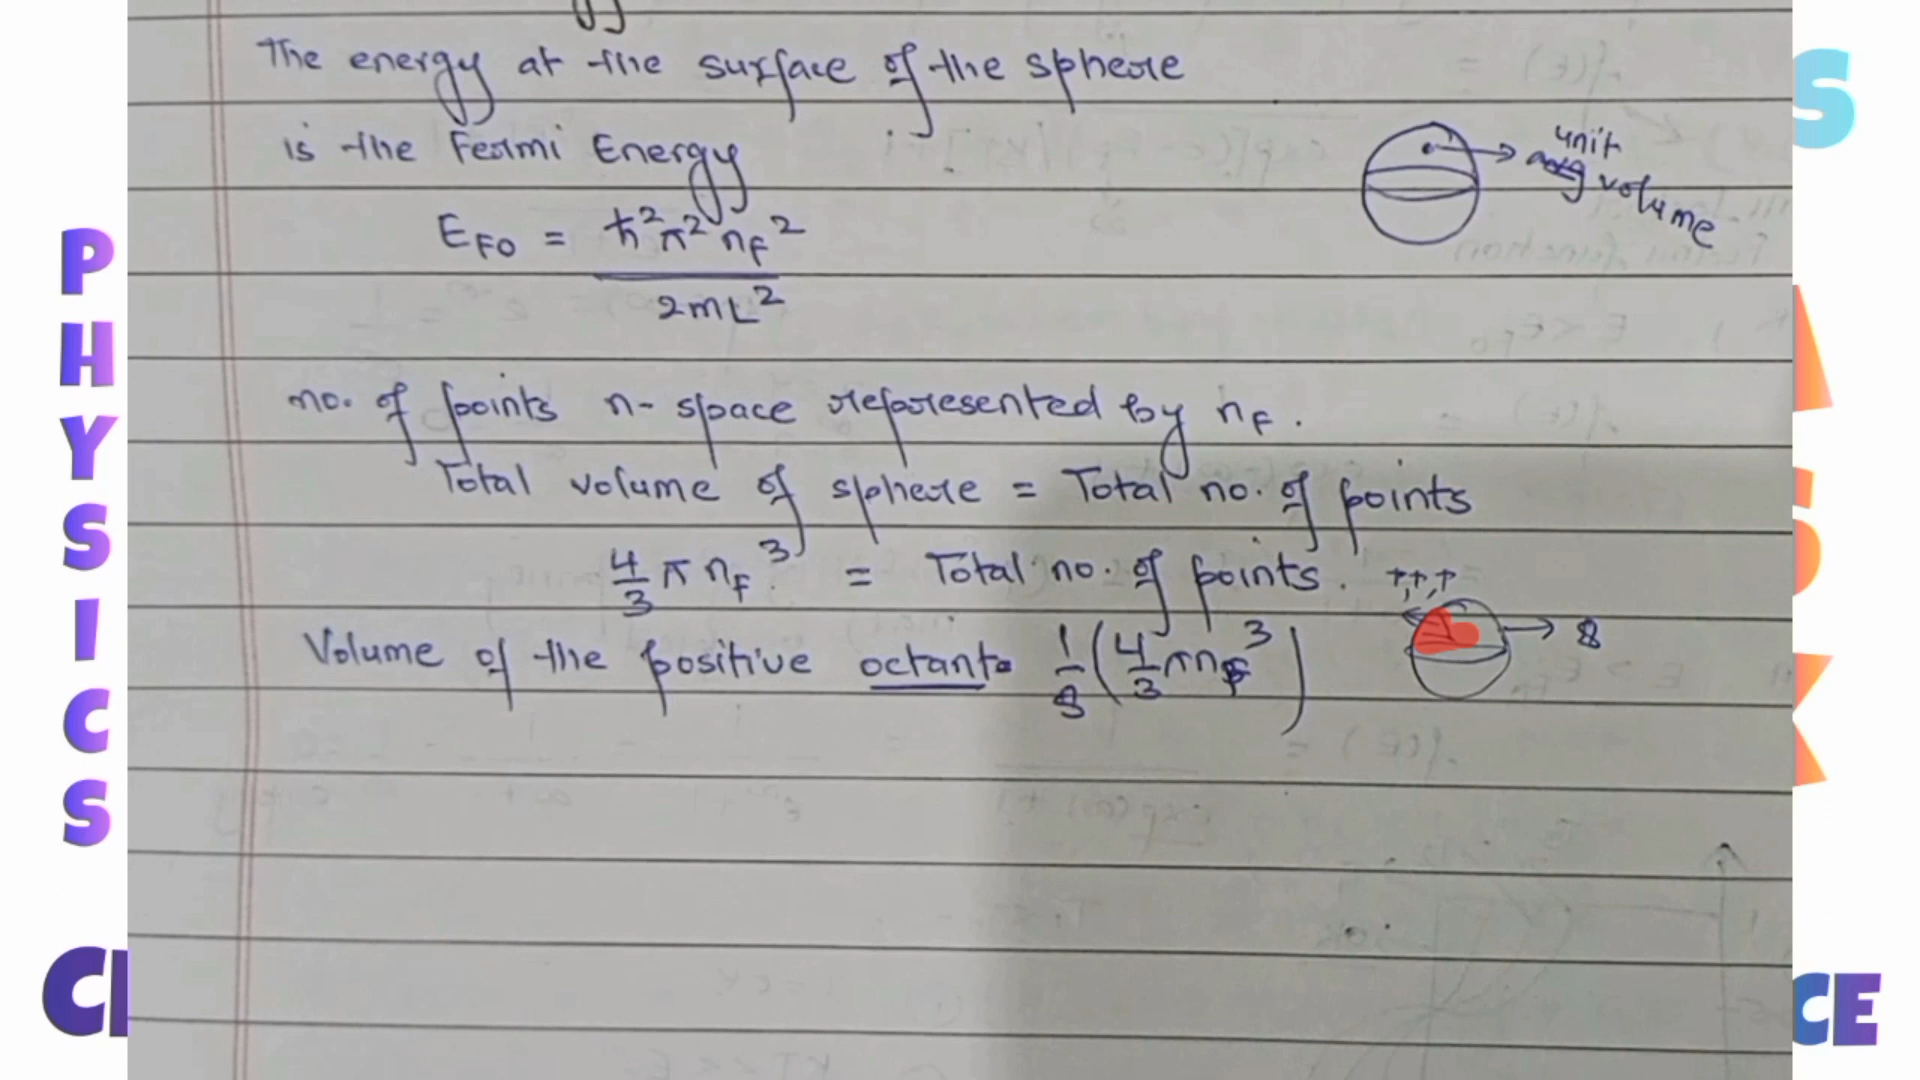 The energy at the surface of the sphere
is the Fermi Energy
E_F0 = ħ²π²n_F²
2mL²
unit
volume
no. of points n-space represented by n_F.
Total volume of sphere = Total no. of points
4/3 π n_F³ = Total no. of points.
+,+,+
8
Volume of the positive octant = 1/8 (4/3 π n_F³)
PHYSICS
CE